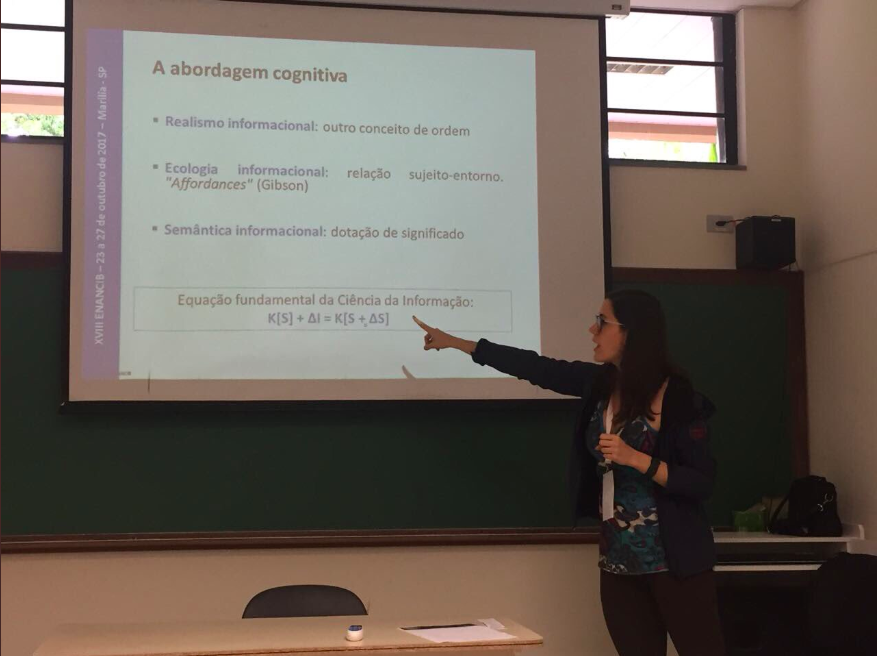 A abordagem cognitiva
▪ Realismo informacional: outro conceito de ordem
▪ Ecologia informacional: relação sujeito-entorno.
"Affordances" (Gibson)
▪ Semântica informacional: dotação de significado
Equação fundamental da Ciência da Informação:
K[S] + ΔI = K[S + ΔS]
XVIII ENANCIB – 23 a 27 de outubro de 2017 – Marília - SP